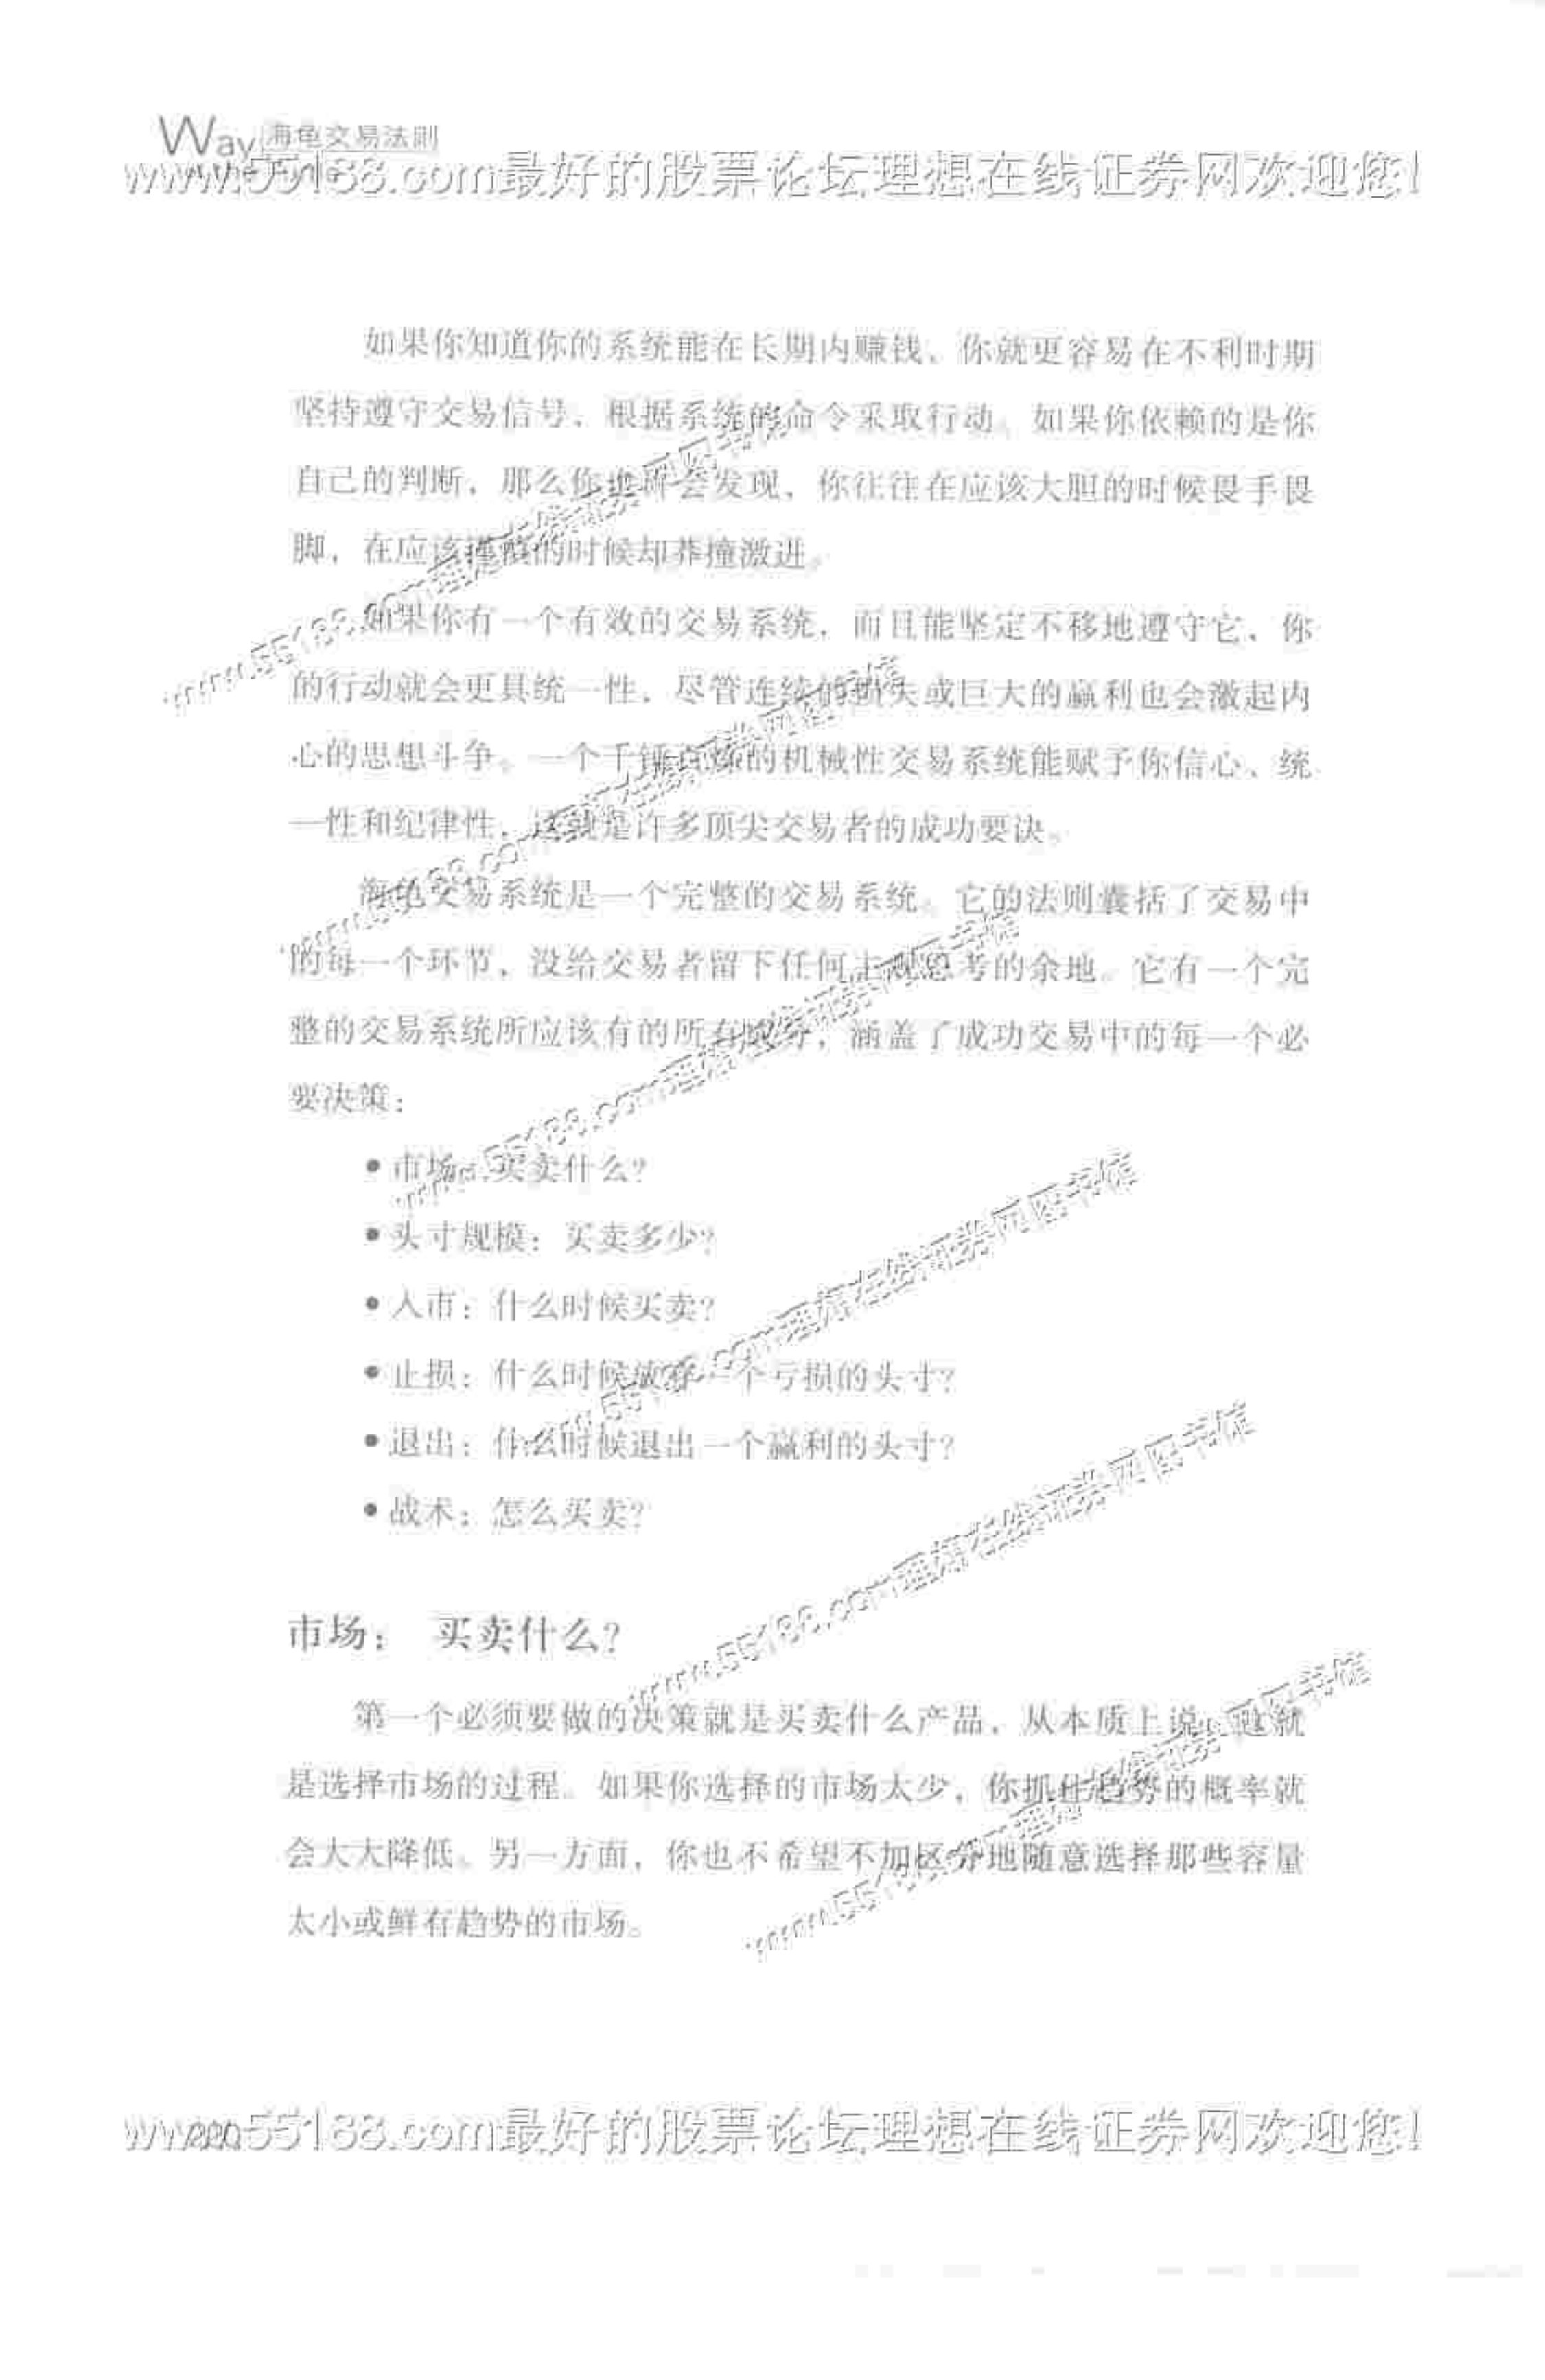 Way 海龟交易法则
www.55188.com最好的股票论坛理想在线证券网欢迎您!
如果你知道你的系统能在长期内赚钱，你就更容易在不利时期
坚持遵守交易信号，根据系统的命令采取行动。如果你依赖的是你
自己的判断，那么你也许会发现，你往往在应该大胆的时候畏手畏
脚，在应该谨慎的时候却莽撞激进。
如果你有一个有效的交易系统，而且能坚定不移地遵守它，你
的行动就会更具统一性，尽管连续的损失或巨大的赢利也会激起内
心的思想斗争。一个千锤百炼的机械性交易系统能赋予你信心、统
一性和纪律性，这就是许多顶尖交易者的成功要诀。
海龟交易系统是一个完整的交易系统。它的法则囊括了交易中
的每一个环节，没给交易者留下任何主观思考的余地。它有一个完
整的交易系统所应该有的所有成分，涵盖了成功交易中的每一个必
要决策：
• 市场：买卖什么？
• 头寸规模：买卖多少？
• 入市：什么时候买卖？
• 止损：什么时候放弃一个亏损的头寸？
• 退出：什么时候退出一个赢利的头寸？
• 战术：怎么买卖？
市场： 买卖什么？
第一个必须要做的决策就是买卖什么产品，从本质上说，这就
是选择市场的过程。如果你选择的市场太少，你抓住趋势的概率就
会大大降低。另一方面，你也不希望不加区分地随意选择那些容量
太小或鲜有趋势的市场。
www.55188.com最好的股票论坛理想在线证券网欢迎您!